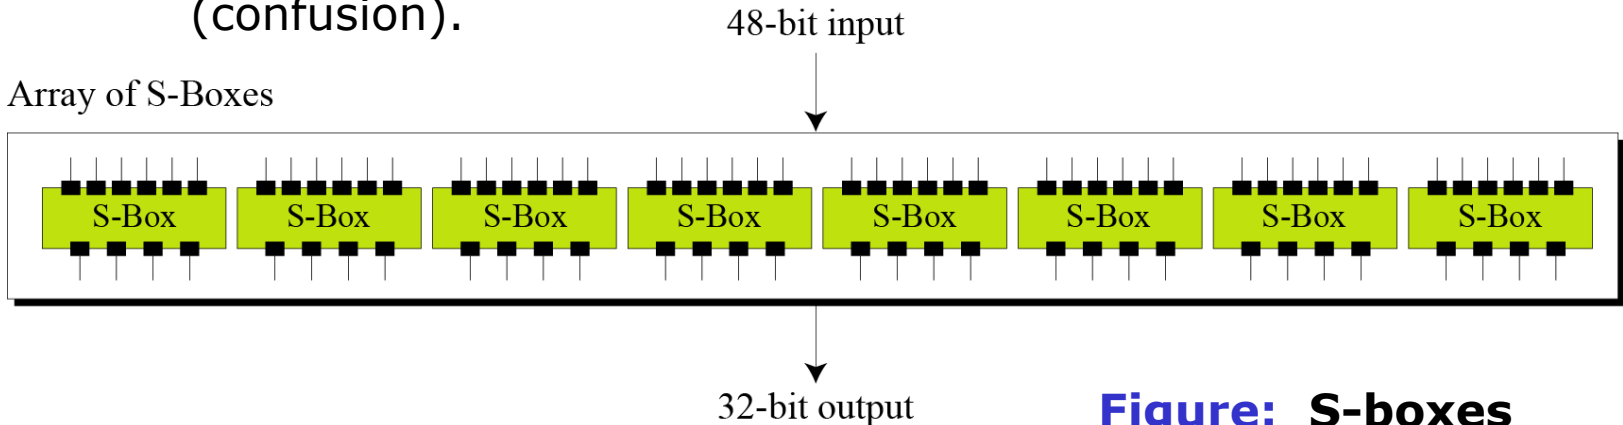 (confusion).
48-bit input
Array of S-Boxes
S-Box S-Box S-Box S-Box S-Box S-Box S-Box S-Box
32-bit output
Figure: S-boxes